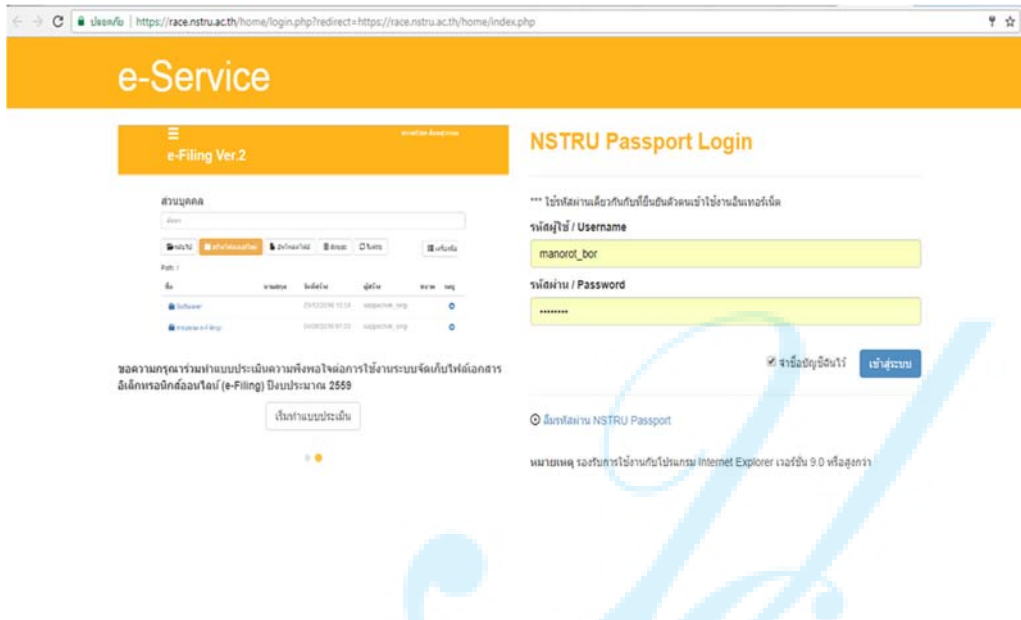 ปลอดภัย | https://race.nstru.ac.th/home/login.php?redirect=https://race.nstru.ac.th/home/index.php
e-Service
e-Filing Ver.2
ส่วนบุคคล
ค้นหา
Path: /
ชื่อ
Software
ขอความกรุณาร่วมทำแบบประเมินความพึงพอใจต่อการใช้งานระบบจัดเก็บไฟล์เอกสาร
อิเล็กทรอนิกส์ออนไลน์ (e-Filing) ปีงบประมาณ 2559
เริ่มทำแบบประเมิน
NSTRU Passport Login
*** ใช้รหัสผ่านเดียวกันกับที่ยืนยันตัวตนเข้าใช้งานอินเทอร์เน็ต
รหัสผู้ใช้ / Username
manorot_bor
รหัสผ่าน / Password
••••••••
จำชื่อบัญชีฉันไว้ เข้าสู่ระบบ
ลืมรหัสผ่าน NSTRU Passport
หมายเหตุ รองรับการใช้งานกับโปรแกรม Internet Explorer เวอร์ชั่น 9.0 หรือสูงกว่า